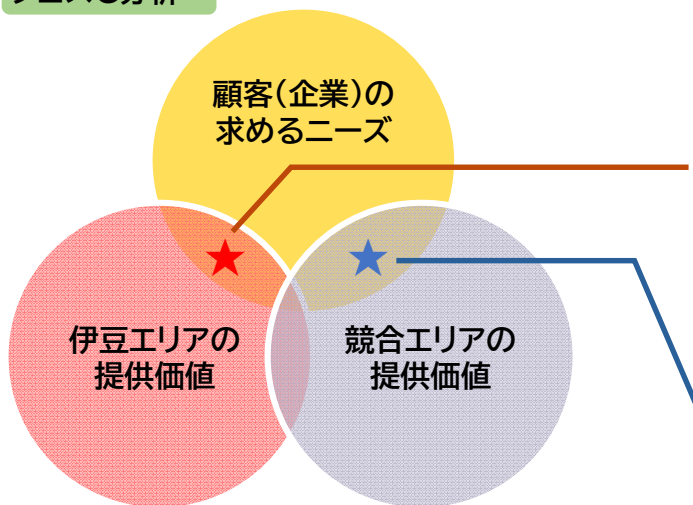 顧客(企業)の
求めるニーズ
伊豆エリアの
提供価値
競合エリアの
提供価値